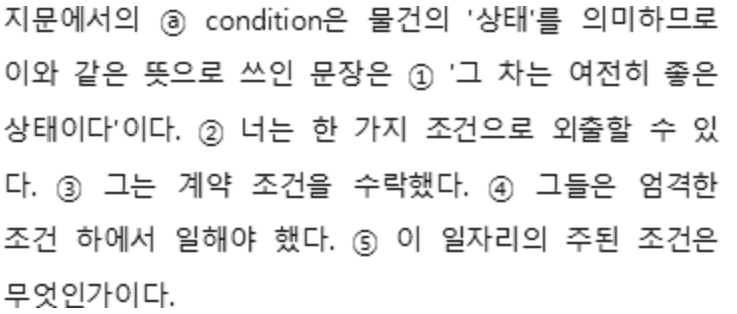 지문에서의 ⓐ condition은 물건의 '상태'를 의미하므로
이와 같은 뜻으로 쓰인 문장은 ① '그 차는 여전히 좋은
상태이다'이다. ② 너는 한 가지 조건으로 외출할 수 있
다. ③ 그는 계약 조건을 수락했다. ④ 그들은 엄격한
조건 하에서 일해야 했다. ⑤ 이 일자리의 주된 조건은
무엇인가이다.